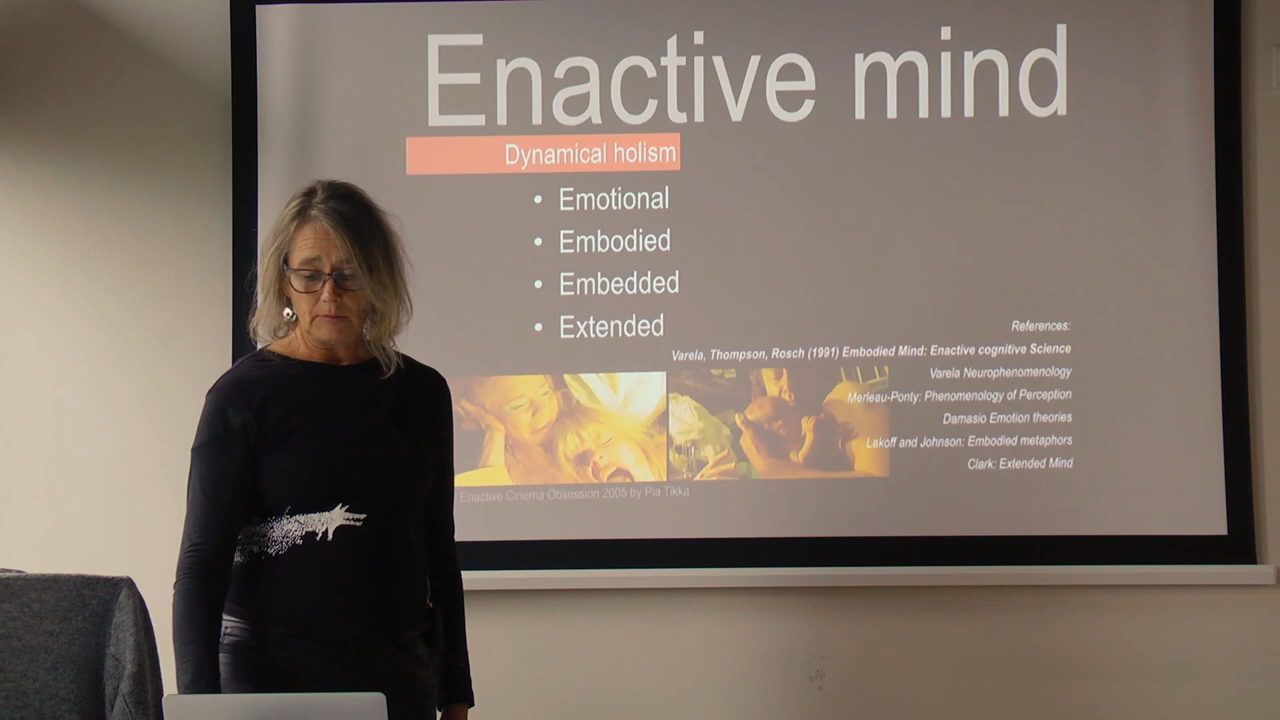 Enactive mind
Dynamical holism
• Emotional
• Embodied
• Embedded
• Extended
References:
Varela, Thompson, Rosch (1991) Embodied Mind: Enactive cognitive Science
Varela Neurophenomenology
Merleau-Ponty: Phenomenology of Perception
Damasio Emotion theories
Lakoff and Johnson: Embodied metaphors
Clark: Extended Mind
Enactive Cinema Obsession 2005 by Pia Tikka